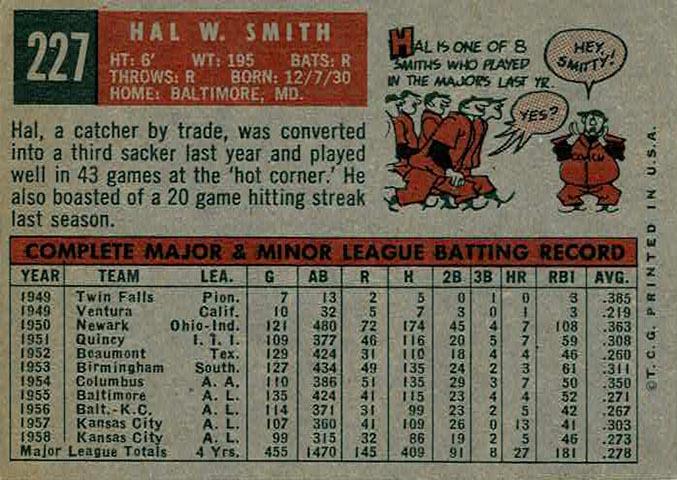 227
HAL W. SMITH
HT: 6' WT: 195 BATS: R
THROWS: R BORN: 12/7/30
HOME: BALTIMORE, MD.
HAL IS ONE OF 8
SMITHS WHO PLAYED
IN THE MAJORS LAST YR.
HEY, SMITTY!
YES?
COACH
Hal, a catcher by trade, was converted
into a third sacker last year and played
well in 43 games at the 'hot corner.' He
also boasted of a 20 game hitting streak
last season.
COMPLETE MAJOR & MINOR LEAGUE BATTING RECORD
YEAR TEAM LEA. G AB R H 2B 3B HR RBI AVG.
1949 Twin Falls Pion. 7 13 2 5 0 1 0 3 .385
1949 Ventura Calif. 10 32 5 7 3 0 1 3 .219
1950 Newark Ohio-Ind. 121 480 72 174 45 4 7 108 .363
1951 Quincy I. T. I. 109 377 46 116 20 5 7 59 .308
1952 Beaumont Tex. 129 424 31 110 18 4 4 46 .260
1953 Birmingham South. 127 434 49 135 24 2 3 61 .311
1954 Columbus A. A. 110 386 51 135 29 3 7 50 .350
1955 Baltimore A. L. 135 424 41 115 23 4 4 52 .271
1956 Balt.-K.C. A. L. 114 371 31 99 23 2 5 42 .267
1957 Kansas City A. L. 107 360 41 109 26 0 13 41 .303
1958 Kansas City A. L. 99 315 32 86 19 2 5 46 .273
Major League Totals 4 Yrs. 455 1470 145 409 91 8 27 181 .278
©T.C.G. PRINTED IN U.S.A.